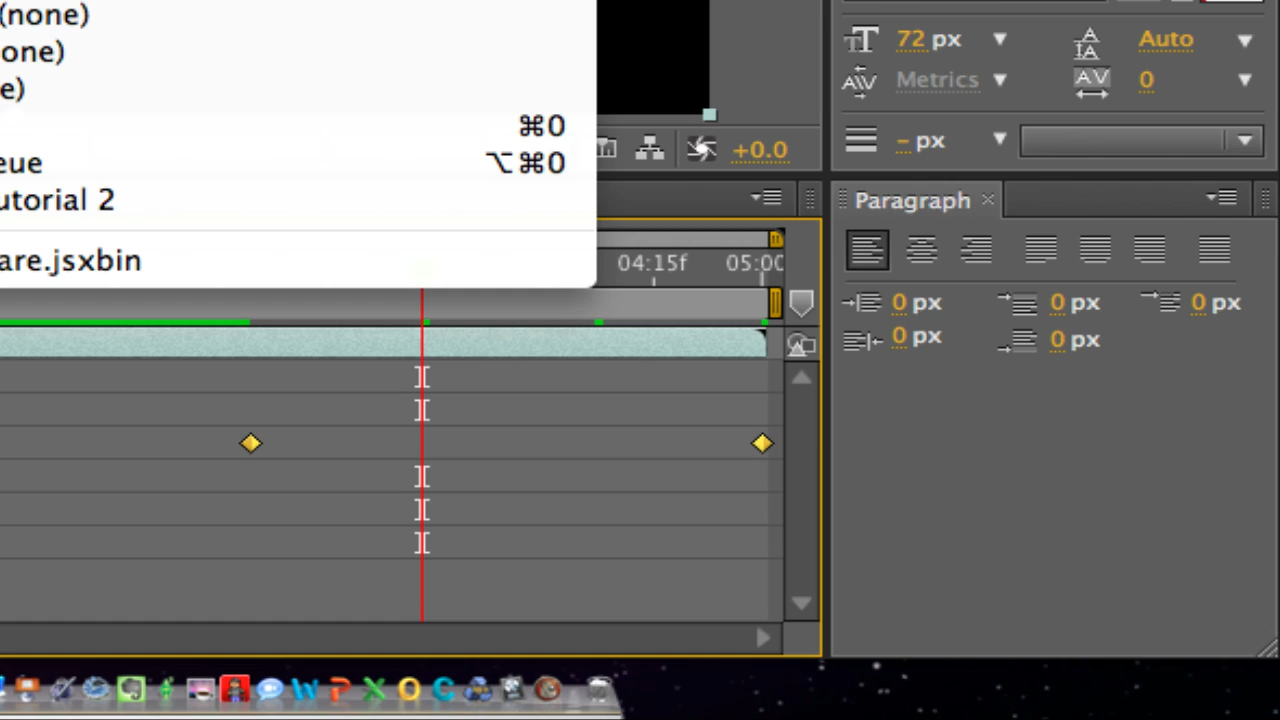 (none)
one)
e)
⌘0
eue ⌥⌘0
utorial 2
are.jsxbin
72 px
Auto
Metrics
0
- px
+0.0
Paragraph
04:15f 05:00
0 px 0 px 0 px
0 px 0 px